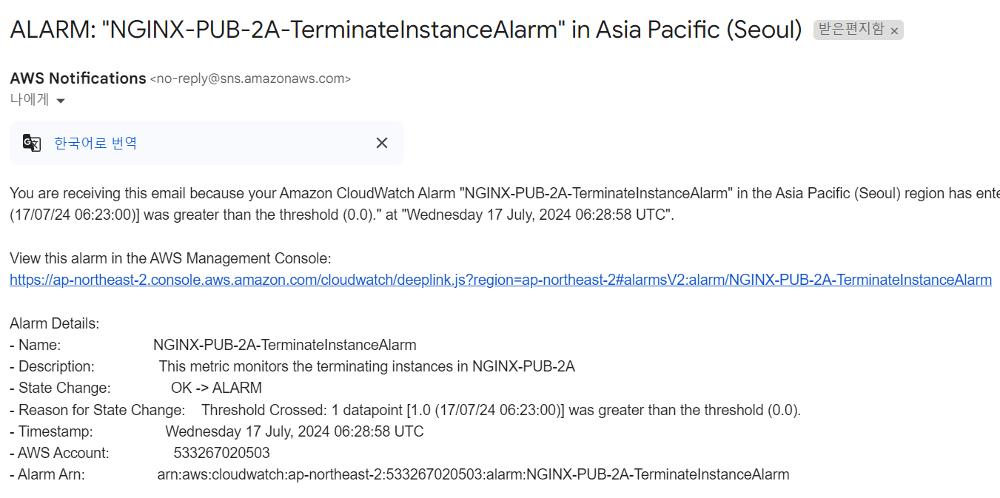 ALARM: "NGINX-PUB-2A-TerminateInstanceAlarm" in Asia Pacific (Seoul) 받은편지함 ×
AWS Notifications <no-reply@sns.amazonaws.com>
나에게
한국어로 번역
You are receiving this email because your Amazon CloudWatch Alarm "NGINX-PUB-2A-TerminateInstanceAlarm" in the Asia Pacific (Seoul) region has ente
(17/07/24 06:23:00)] was greater than the threshold (0.0)." at "Wednesday 17 July, 2024 06:28:58 UTC".
View this alarm in the AWS Management Console:
https://ap-northeast-2.console.aws.amazon.com/cloudwatch/deeplink.js?region=ap-northeast-2#alarmsV2:alarm/NGINX-PUB-2A-TerminateInstanceAlarm
Alarm Details:
- Name: NGINX-PUB-2A-TerminateInstanceAlarm
- Description: This metric monitors the terminating instances in NGINX-PUB-2A
- State Change: OK -> ALARM
- Reason for State Change: Threshold Crossed: 1 datapoint [1.0 (17/07/24 06:23:00)] was greater than the threshold (0.0).
- Timestamp: Wednesday 17 July, 2024 06:28:58 UTC
- AWS Account: 533267020503
- Alarm Arn: arn:aws:cloudwatch:ap-northeast-2:533267020503:alarm:NGINX-PUB-2A-TerminateInstanceAlarm